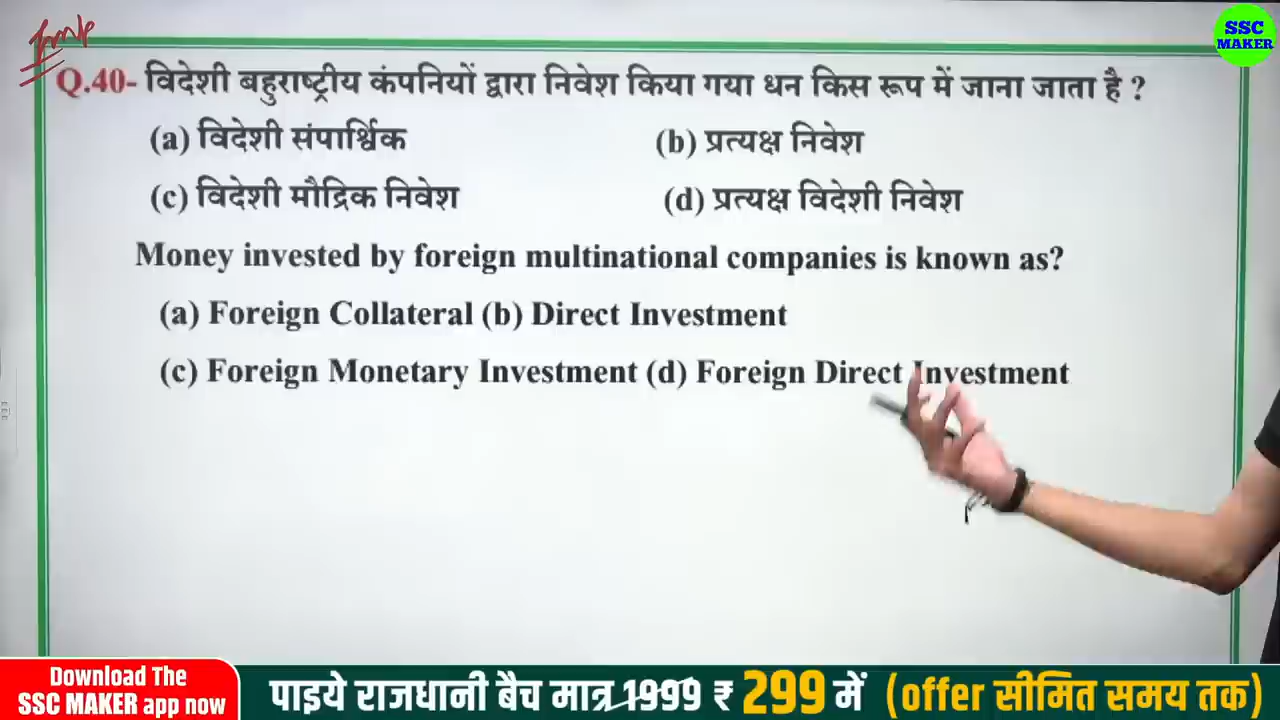 Imp
SSC
MAKER
Q.40- विदेशी बहुराष्ट्रीय कंपनियों द्वारा निवेश किया गया धन किस रूप में जाना जाता है ?
(a) विदेशी संपार्श्विक (b) प्रत्यक्ष निवेश
(c) विदेशी मौद्रिक निवेश (d) प्रत्यक्ष विदेशी निवेश
Money invested by foreign multinational companies is known as?
(a) Foreign Collateral (b) Direct Investment
(c) Foreign Monetary Investment (d) Foreign Direct Investment
Download The
SSC MAKER app now
पाइये राजधानी बैच मात्र 1999 ₹ 299 में (offer सीमित समय तक)